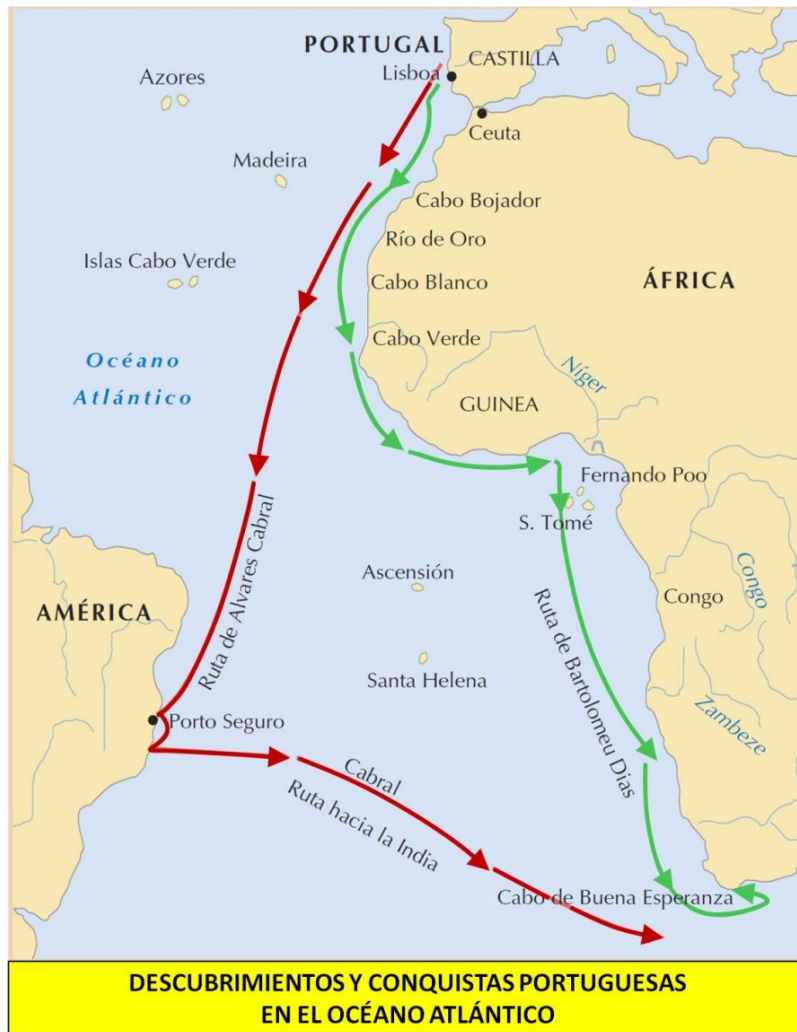 PORTUGAL
CASTILLA
Lisboa
Azores
Ceuta
Madeira
Cabo Bojador
Río de Oro
Islas Cabo Verde
Cabo Blanco
ÁFRICA
Cabo Verde
Océano
Atlántico
Níger
GUINEA
Fernando Poo
S. Tomé
Ascensión
Congo
Congo
AMÉRICA
Ruta de Alvares Cabral
Ruta de Bartolomeu Dias
Santa Helena
Porto Seguro
Zambeze
Cabral
Ruta hacia la India
Cabo de Buena Esperanza
DESCUBRIMIENTOS Y CONQUISTAS PORTUGUESAS
EN EL OCÉANO ATLÁNTICO